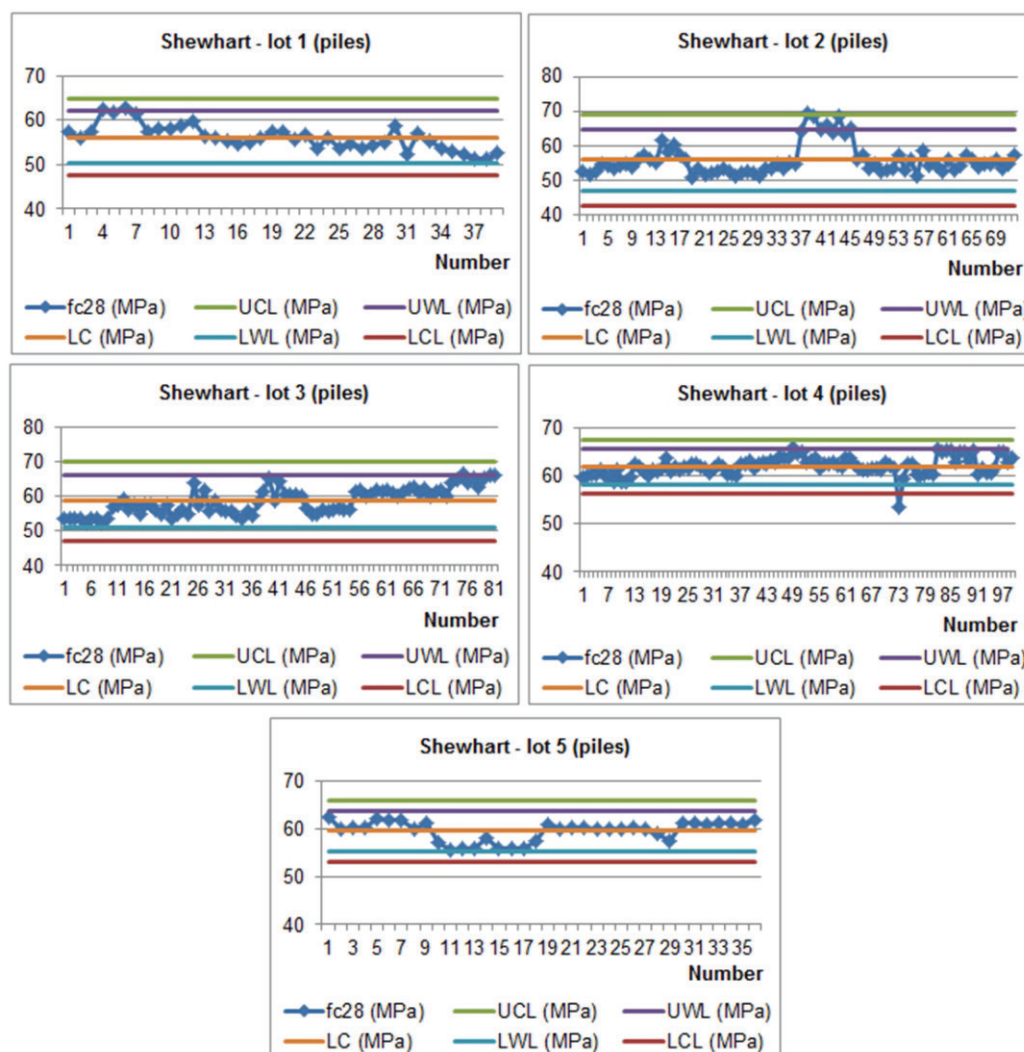 Shewhart - lot 1 (piles)
70
60
50
40
1 4 7 10 13 16 19 22 25 28 31 34 37
Number
fc28 (MPa) UCL (MPa) UWL (MPa)
LC (MPa) LWL (MPa) LCL (MPa)
Shewhart - lot 2 (piles)
80
70
60
50
40
1 5 9 13 17 21 25 29 33 37 41 45 49 53 57 61 65 69
Number
fc28 (MPa) UCL (MPa) UWL (MPa)
LC (MPa) LWL (MPa) LCL (MPa)
Shewhart - lot 3 (piles)
80
70
60
50
40
1 6 11 16 21 26 31 36 41 46 51 56 61 66 71 76 81
Number
fc28 (MPa) UCL (MPa) UWL (MPa)
LC (MPa) LWL (MPa) LCL (MPa)
Shewhart - lot 4 (piles)
70
60
50
40
1 7 13 19 25 31 37 43 49 55 61 67 73 79 85 91 97
Number
fc28 (MPa) UCL (MPa) UWL (MPa)
LC (MPa) LWL (MPa) LCL (MPa)
Shewhart - lot 5 (piles)
70
60
50
40
1 3 5 7 9 11 13 15 17 19 21 23 25 27 29 31 33 35
Number
fc28 (MPa) UCL (MPa) UWL (MPa)
LC (MPa) LWL (MPa) LCL (MPa)